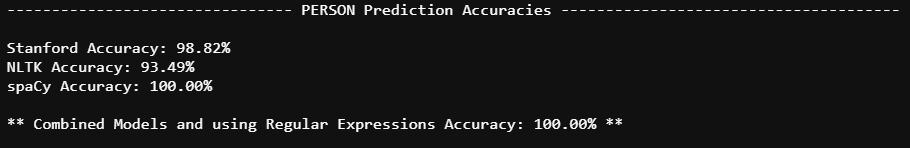 -------------------------------- PERSON Prediction Accuracies --------------------------------------
Stanford Accuracy: 98.82%
NLTK Accuracy: 93.49%
spaCy Accuracy: 100.00%
** Combined Models and using Regular Expressions Accuracy: 100.00% **